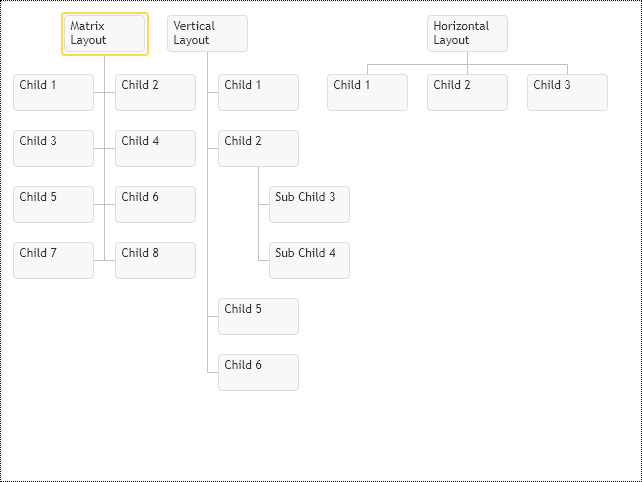 Matrix
Layout
Child 1
Child 2
Child 3
Child 4
Child 5
Child 6
Child 7
Child 8
Vertical
Layout
Child 1
Child 2
Sub Child 3
Sub Child 4
Child 5
Child 6
Horizontal
Layout
Child 1
Child 2
Child 3